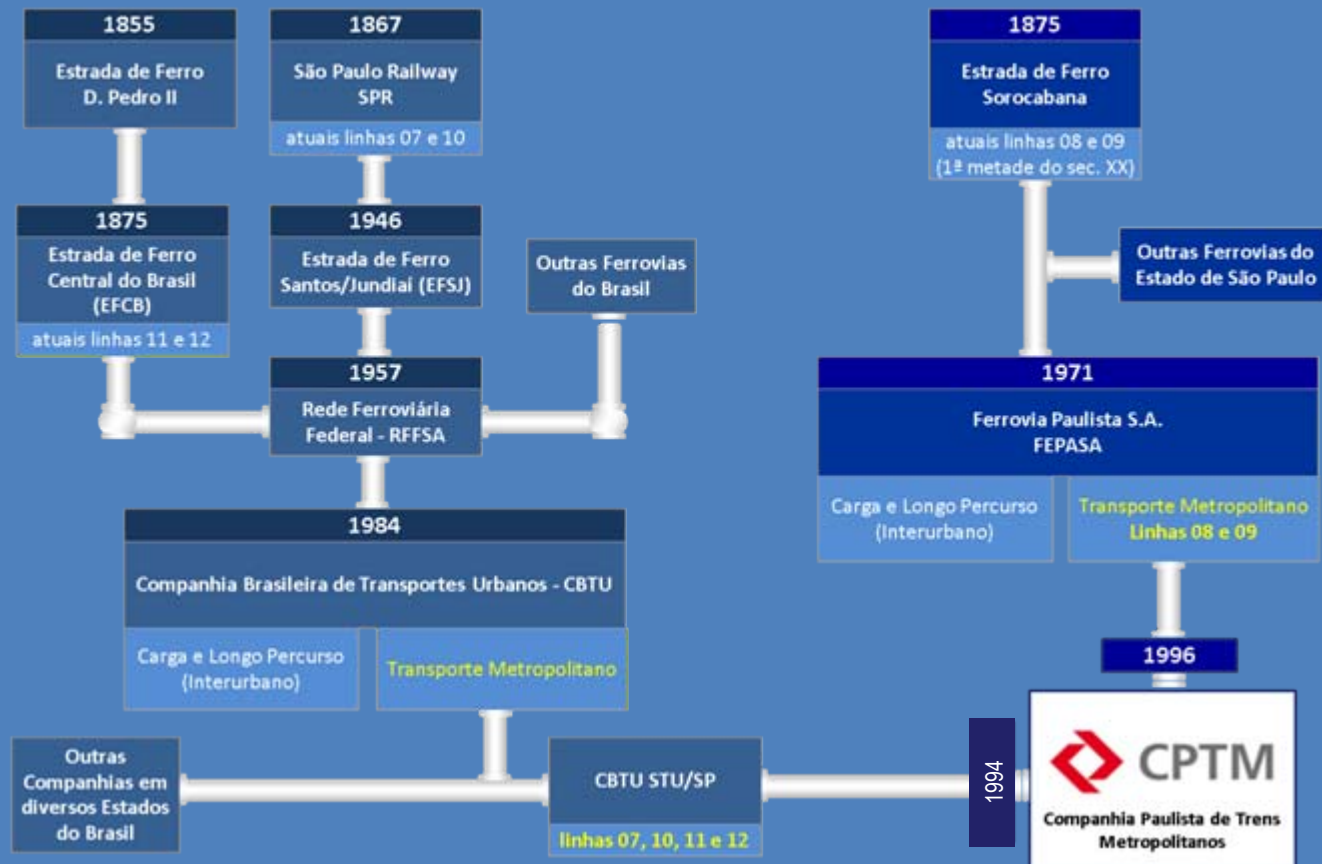 1855
Estrada de Ferro
D. Pedro II
1867
São Paulo Railway
SPR
atuais linhas 07 e 10
1875
Estrada de Ferro
Sorocabana
atuais linhas 08 e 09
(1ª metade do sec. XX)
1875
Estrada de Ferro
Central do Brasil
(EFCB)
atuais linhas 11 e 12
1946
Estrada de Ferro
Santos/Jundiaí (EFSJ)
Outras Ferrovias
do Brasil
Outras Ferrovias do
Estado de São Paulo
1957
Rede Ferroviária
Federal - RFFSA
1971
Ferrovia Paulista S.A.
FEPASA
Carga e Longo Percurso
(Interurbano)
Transporte Metropolitano
Linhas 08 e 09
1984
Companhia Brasileira de Transportes Urbanos - CBTU
Carga e Longo Percurso
(Interurbano)
Transporte Metropolitano
1996
Outras
Companhias em
diversos Estados
do Brasil
CBTU STU/SP
linhas 07, 10, 11 e 12
1994
CPTM
Companhia Paulista de Trens
Metropolitanos